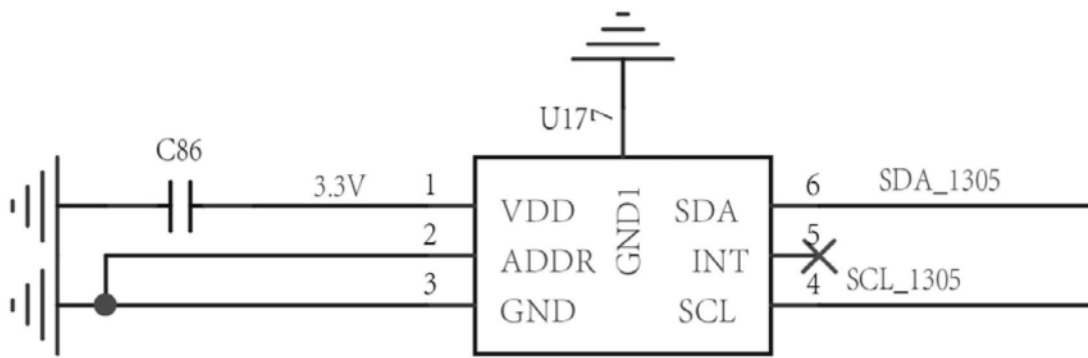 U17 7
C86
3.3V 1 6 SDA_1305
VDD GND1 SDA
2 5
ADDR INT
3 4 SCL_1305
GND SCL